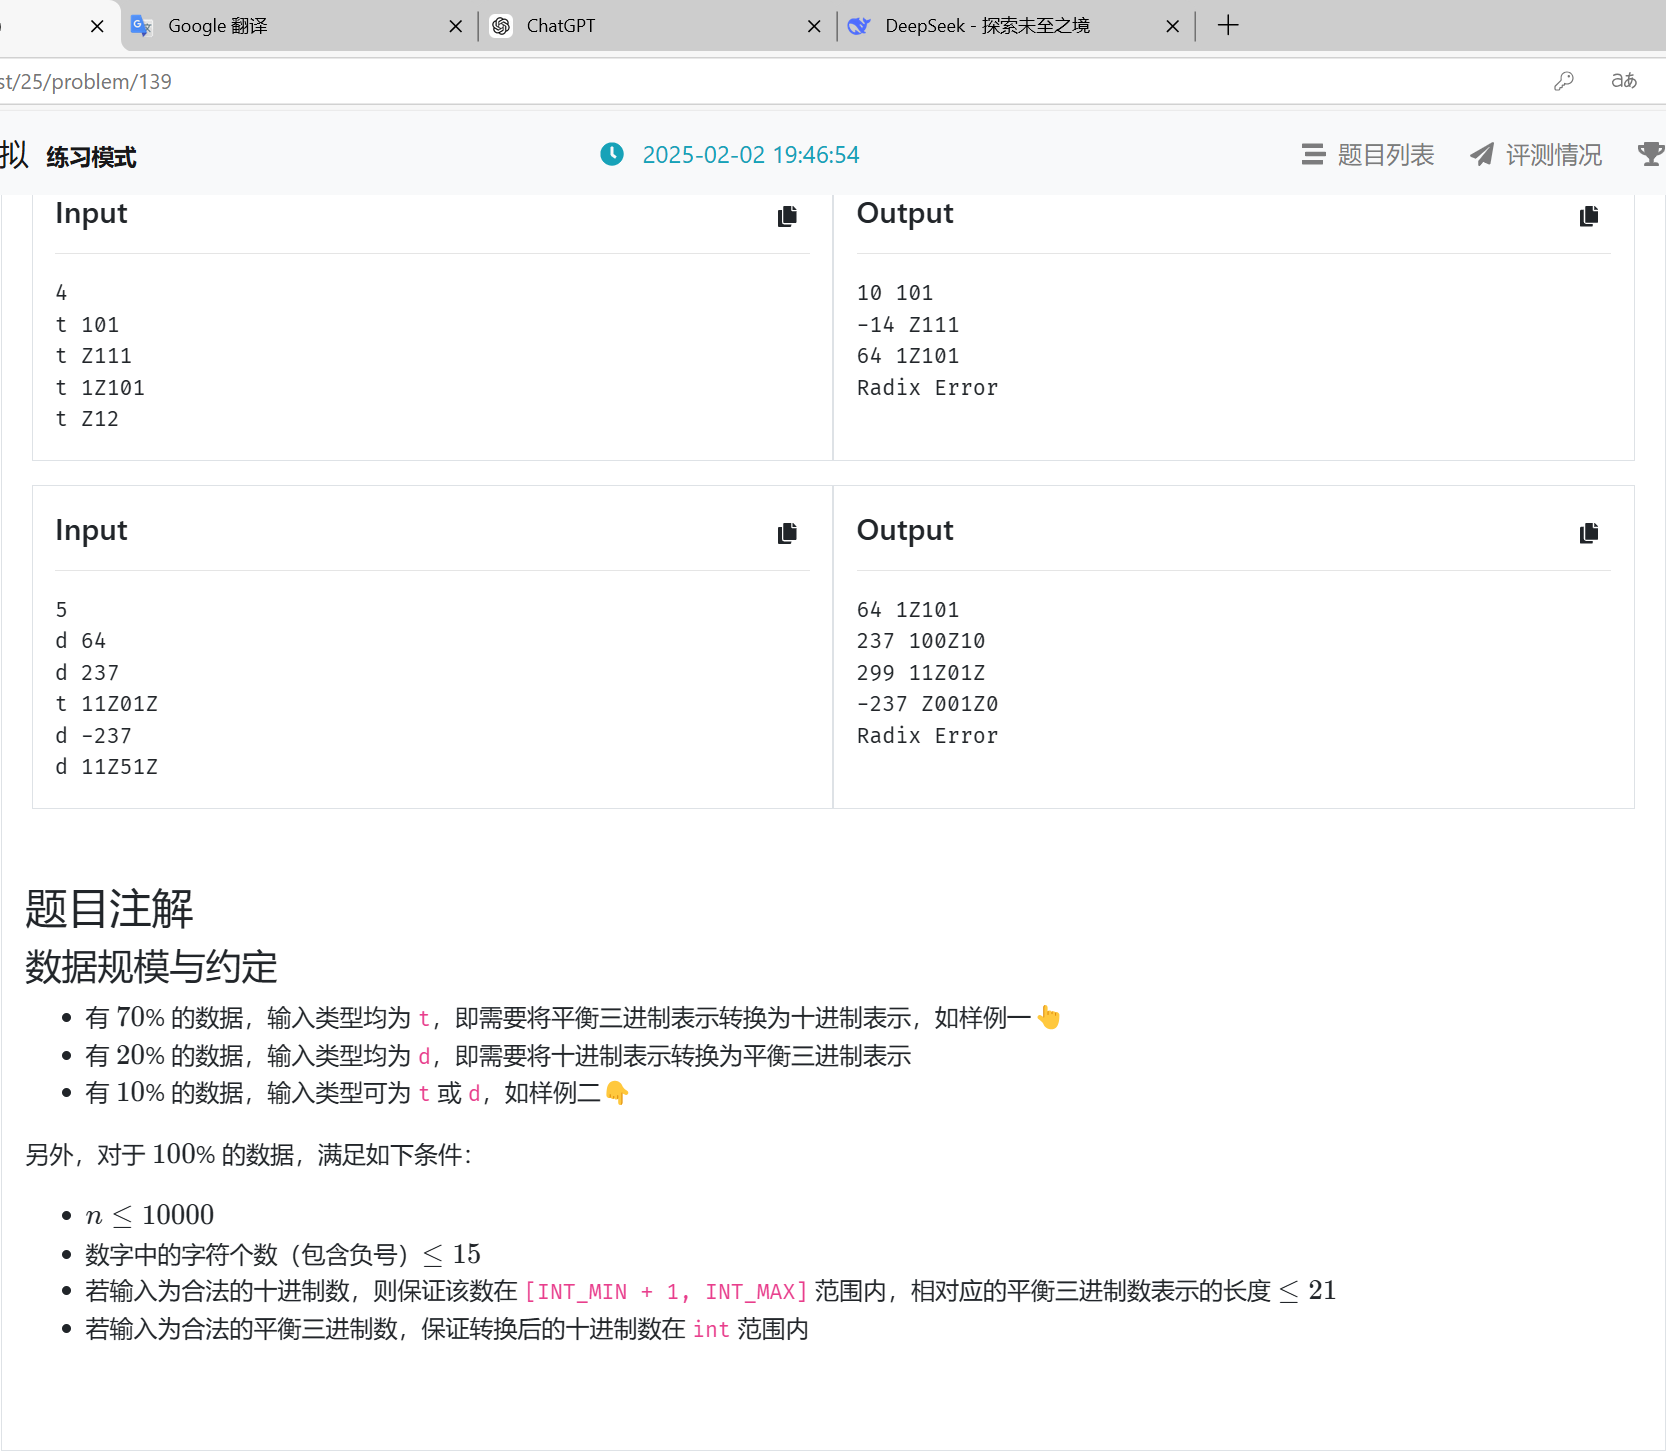 Google 翻译
ChatGPT
DeepSeek - 探索未至之境
st/25/problem/139
aあ
拟 练习模式
2025-02-02 19:46:54
题目列表
评测情况
Input
Output
4
t 101
t Z111
t 1Z101
t Z12
10 101
-14 Z111
64 1Z101
Radix Error
Input
Output
5
d 64
d 237
t 11Z01Z
d -237
d 11Z51Z
64 1Z101
237 100Z10
299 11Z01Z
-237 Z001Z0
Radix Error
题目注解
数据规模与约定
有 70% 的数据，输入类型均为 t，即需要将平衡三进制表示转换为十进制表示，如样例一👆
有 20% 的数据，输入类型均为 d，即需要将十进制表示转换为平衡三进制表示
有 10% 的数据，输入类型可为 t 或 d，如样例二👇
另外，对于 100% 的数据，满足如下条件：
n ≤ 10000
数字中的字符个数（包含负号）≤ 15
若输入为合法的十进制数，则保证该数在 [INT_MIN + 1, INT_MAX] 范围内，相对应的平衡三进制数表示的长度 ≤ 21
若输入为合法的平衡三进制数，保证转换后的十进制数在 int 范围内